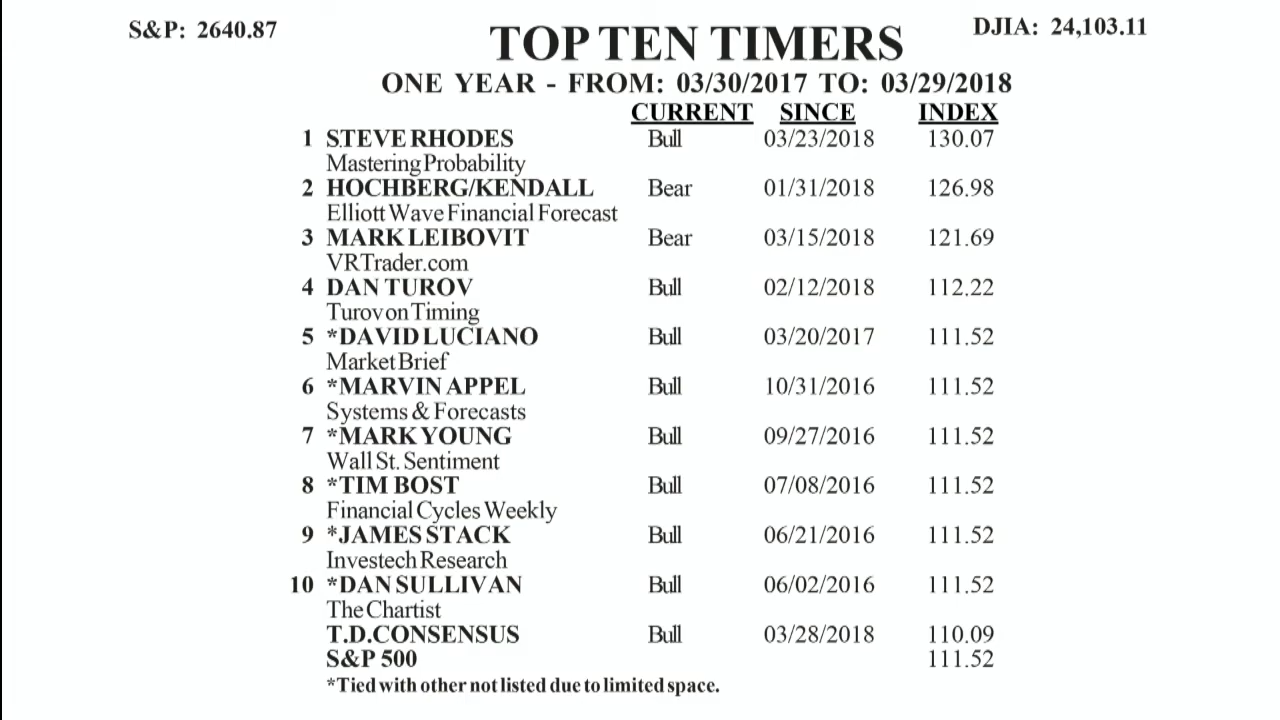 S&P: 2640.87
DJIA: 24,103.11
TOP TEN TIMERS
ONE YEAR - FROM: 03/30/2017 TO: 03/29/2018
CURRENT SINCE INDEX
1 STEVE RHODES Bull 03/23/2018 130.07
Mastering Probability
2 HOCHBERG/KENDALL Bear 01/31/2018 126.98
Elliott Wave Financial Forecast
3 MARK LEIBOVIT Bear 03/15/2018 121.69
VRTrader.com
4 DAN TUROV Bull 02/12/2018 112.22
Turov on Timing
5 *DAVID LUCIANO Bull 03/20/2017 111.52
Market Brief
6 *MARVIN APPEL Bull 10/31/2016 111.52
Systems & Forecasts
7 *MARK YOUNG Bull 09/27/2016 111.52
Wall St. Sentiment
8 *TIM BOST Bull 07/08/2016 111.52
Financial Cycles Weekly
9 *JAMES STACK Bull 06/21/2016 111.52
Investech Research
10 *DAN SULLIVAN Bull 06/02/2016 111.52
The Chartist
T.D.CONSENSUS Bull 03/28/2018 110.09
S&P 500 111.52
*Tied with other not listed due to limited space.